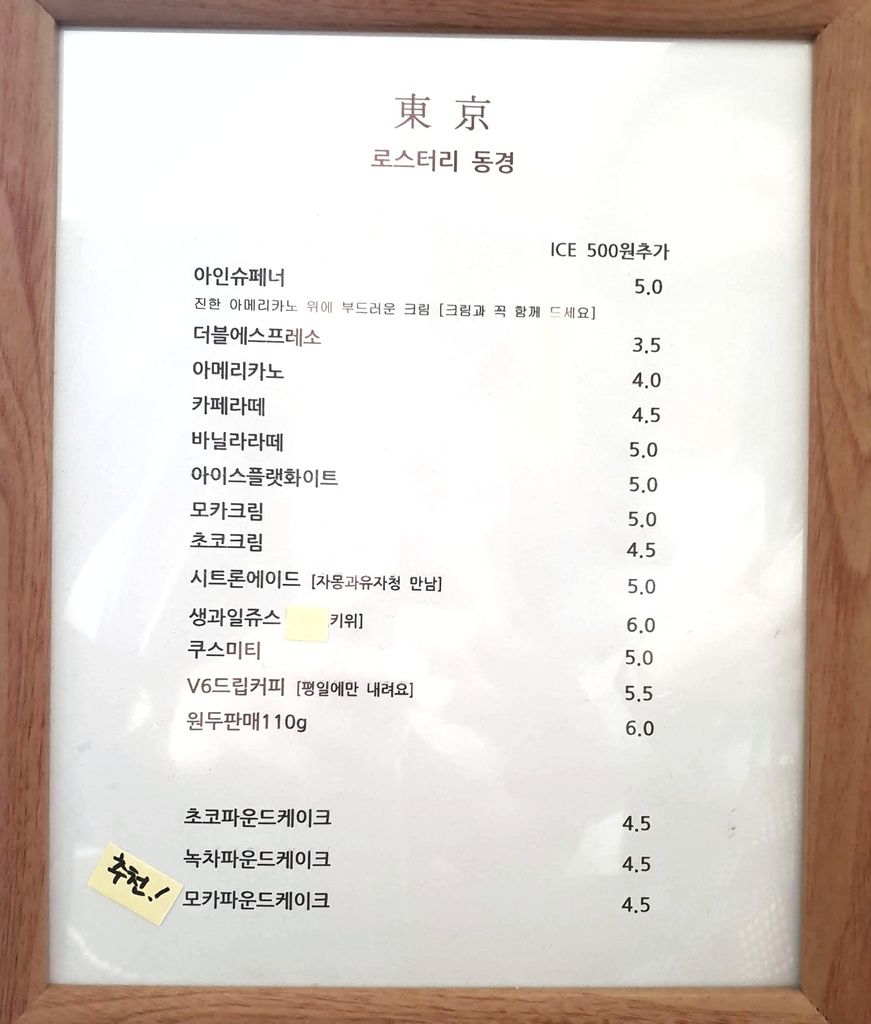 東 京
로스터리 동경
ICE 500원추가
아인슈페너 5.0
진한 아메리카노 위에 부드러운 크림 [크림과 꼭 함께 드세요]
더블에스프레소 3.5
아메리카노 4.0
카페라떼 4.5
바닐라라떼 5.0
아이스플랫화이트 5.0
모카크림 5.0
초코크림 4.5
시트론에이드 [자몽과유자청 만남] 5.0
생과일쥬스 키위] 6.0
쿠스미티 5.0
V6드립커피 [평일에만 내려요] 5.5
원두판매110g 6.0
초코파운드케이크 4.5
녹차파운드케이크 4.5
추천! 모카파운드케이크 4.5